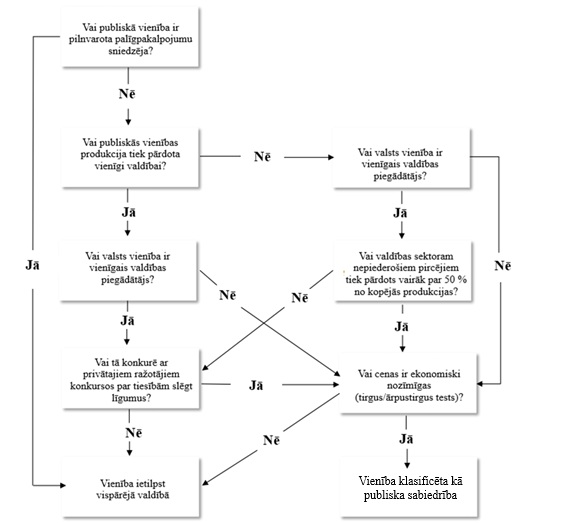 Vai publiskā vienība ir
pilnvarota palīgpakalpojumu
sniedzēja?
Nē
Vai publiskās vienības
produkcija tiek pārdota
vienīgi valdībai?
Nē
Vai valsts vienība ir
vienīgais valdības
piegādātājs?
Jā
Jā
Jā
Nē
Vai valsts vienība ir
vienīgais valdības
piegādātājs?
Vai valdības sektoram
nepiederošiem pircējiem
tiek pārdots vairāk par 50 %
no kopējās produkcijas?
Nē
Nē
Jā
Jā
Vai tā konkurē ar
privātajiem ražotājiem
konkursos par tiesībām slēgt
līgumus?
Jā
Vai cenas ir ekonomiski
nozīmīgas
(tirgus/ārpustirgus tests)?
Nē
Nē
Jā
Vienība ietilpst
vispārējā valdībā
Vienība klasificēta kā
publiska sabiedrība